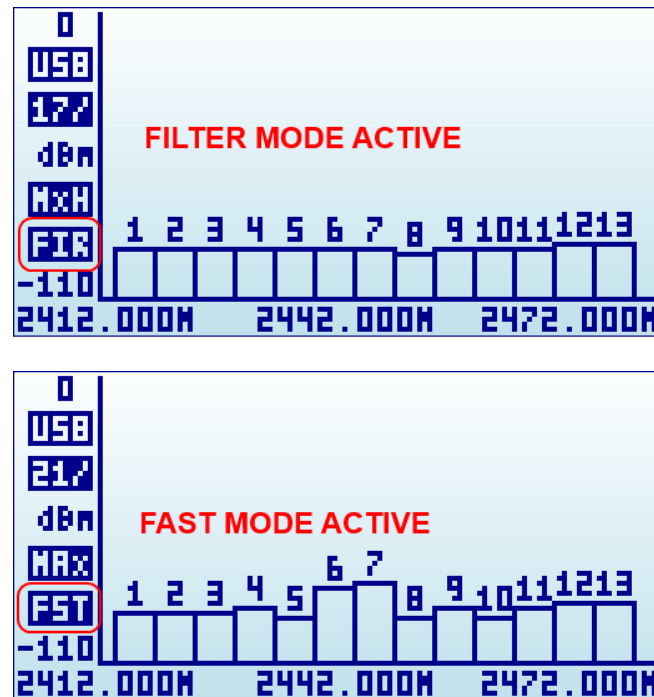 0
USB
17/
dBm
FILTER MODE ACTIVE
MXH
FIR
1 2 3 4 5 6 7 8 9 10 11 12 13
-110
2412.000M 2442.000M 2472.000M
0
USB
21/
dBm
FAST MODE ACTIVE
MAX
FST
1 2 3 4 5 6 7 8 9 10 11 12 13
-110
2412.000M 2442.000M 2472.000M